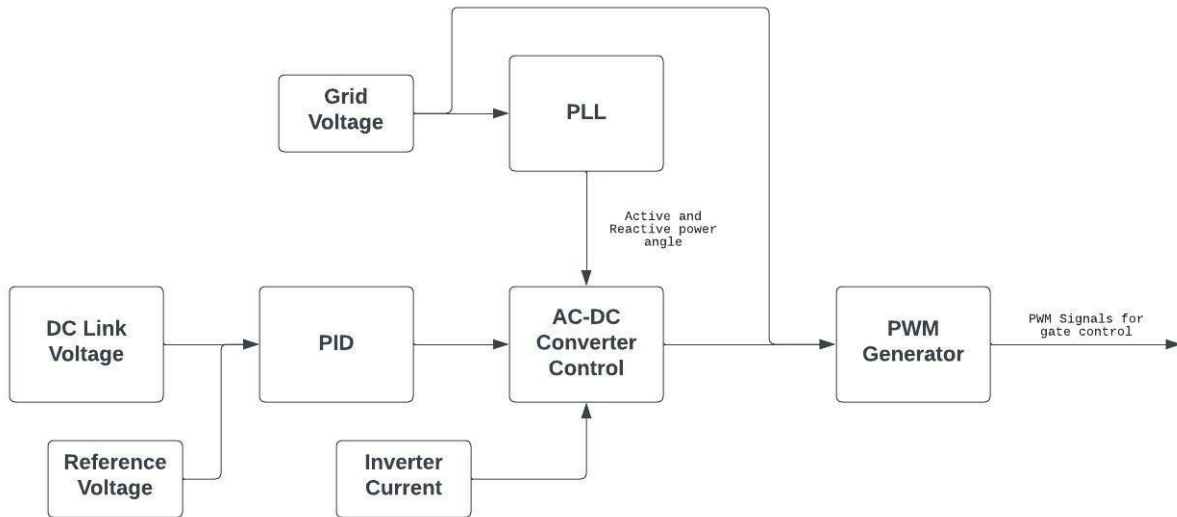 Grid
Voltage
PLL
Active and
Reactive power
angle
DC Link
Voltage
PID
AC-DC
Converter
Control
PWM
Generator
PWM Signals for
gate control
Reference
Voltage
Inverter
Current